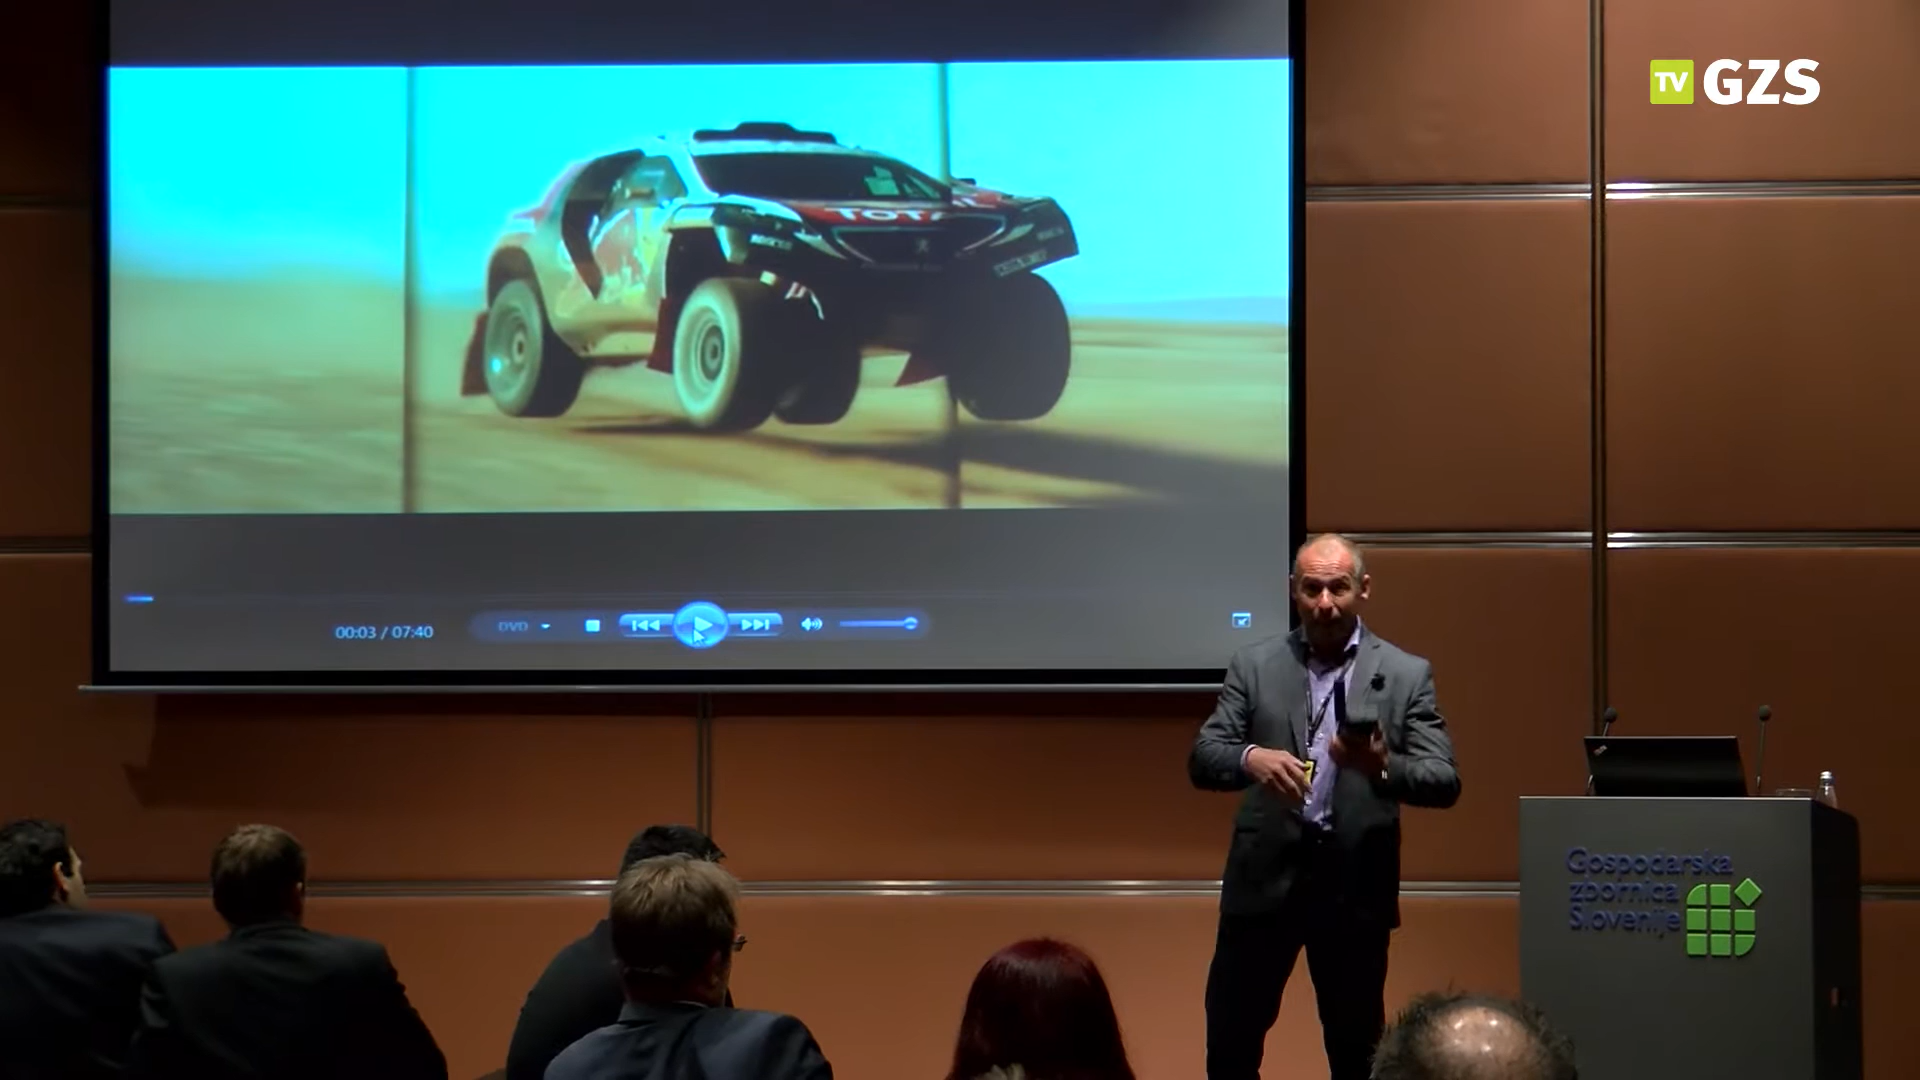 TV GZS
TOTAL
00:03 / 07:40
DVD
Gospodarska
zbornica
Slovenije